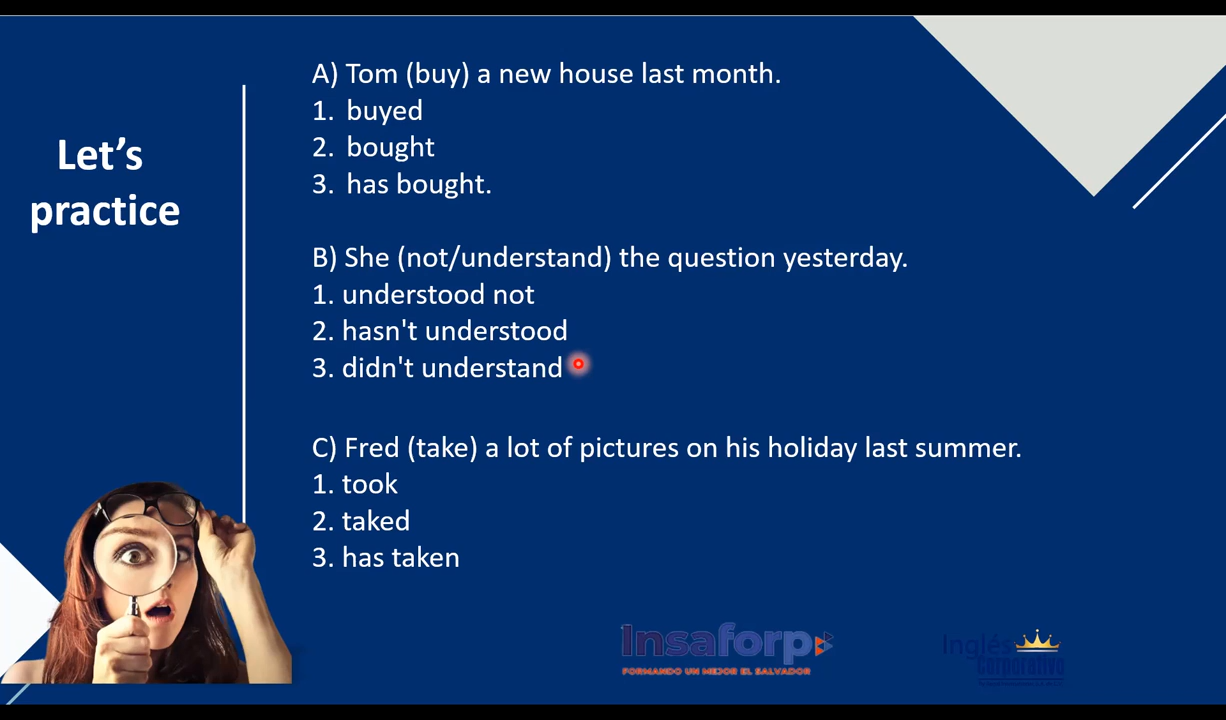 Let's
practice
A) Tom (buy) a new house last month.
1. buyed
2. bought
3. has bought.
B) She (not/understand) the question yesterday.
1. understood not
2. hasn't understood
3. didn't understand
C) Fred (take) a lot of pictures on his holiday last summer.
1. took
2. taked
3. has taken
Insaforp
FORMANDO UN MEJOR EL SALVADOR
Inglés
Corporativo